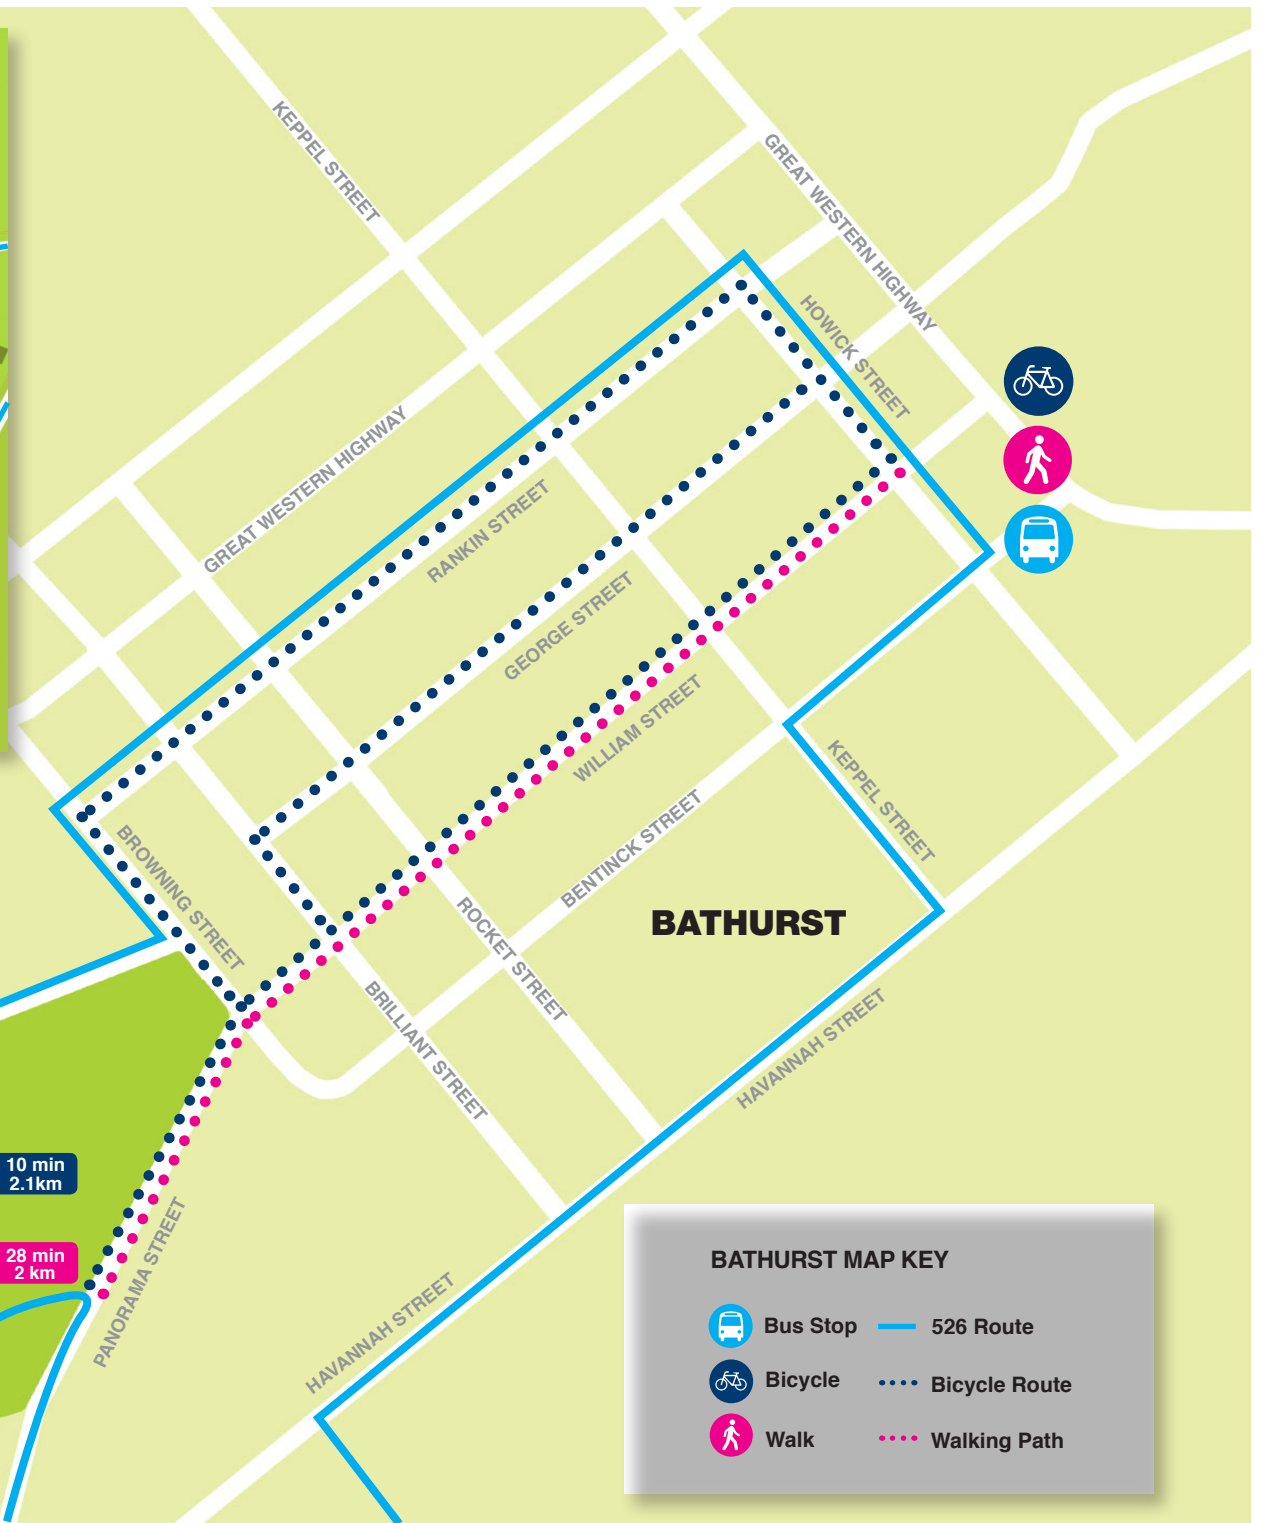 KEPPEL STREET
GREAT WESTERN HIGHWAY
HOWICK STREET
GREAT WESTERN HIGHWAY
RANKIN STREET
GEORGE STREET
WILLIAM STREET
KEPPEL STREET
BENTINCK STREET
BROWNING STREET
BATHURST
ROCKET STREET
BRILLIANT STREET
HAVANNAH STREET
10 min
2.1km
28 min
2 km
PANORAMA STREET
HAVANNAH STREET
BATHURST MAP KEY
Bus Stop
526 Route
Bicycle
Bicycle Route
Walk
Walking Path